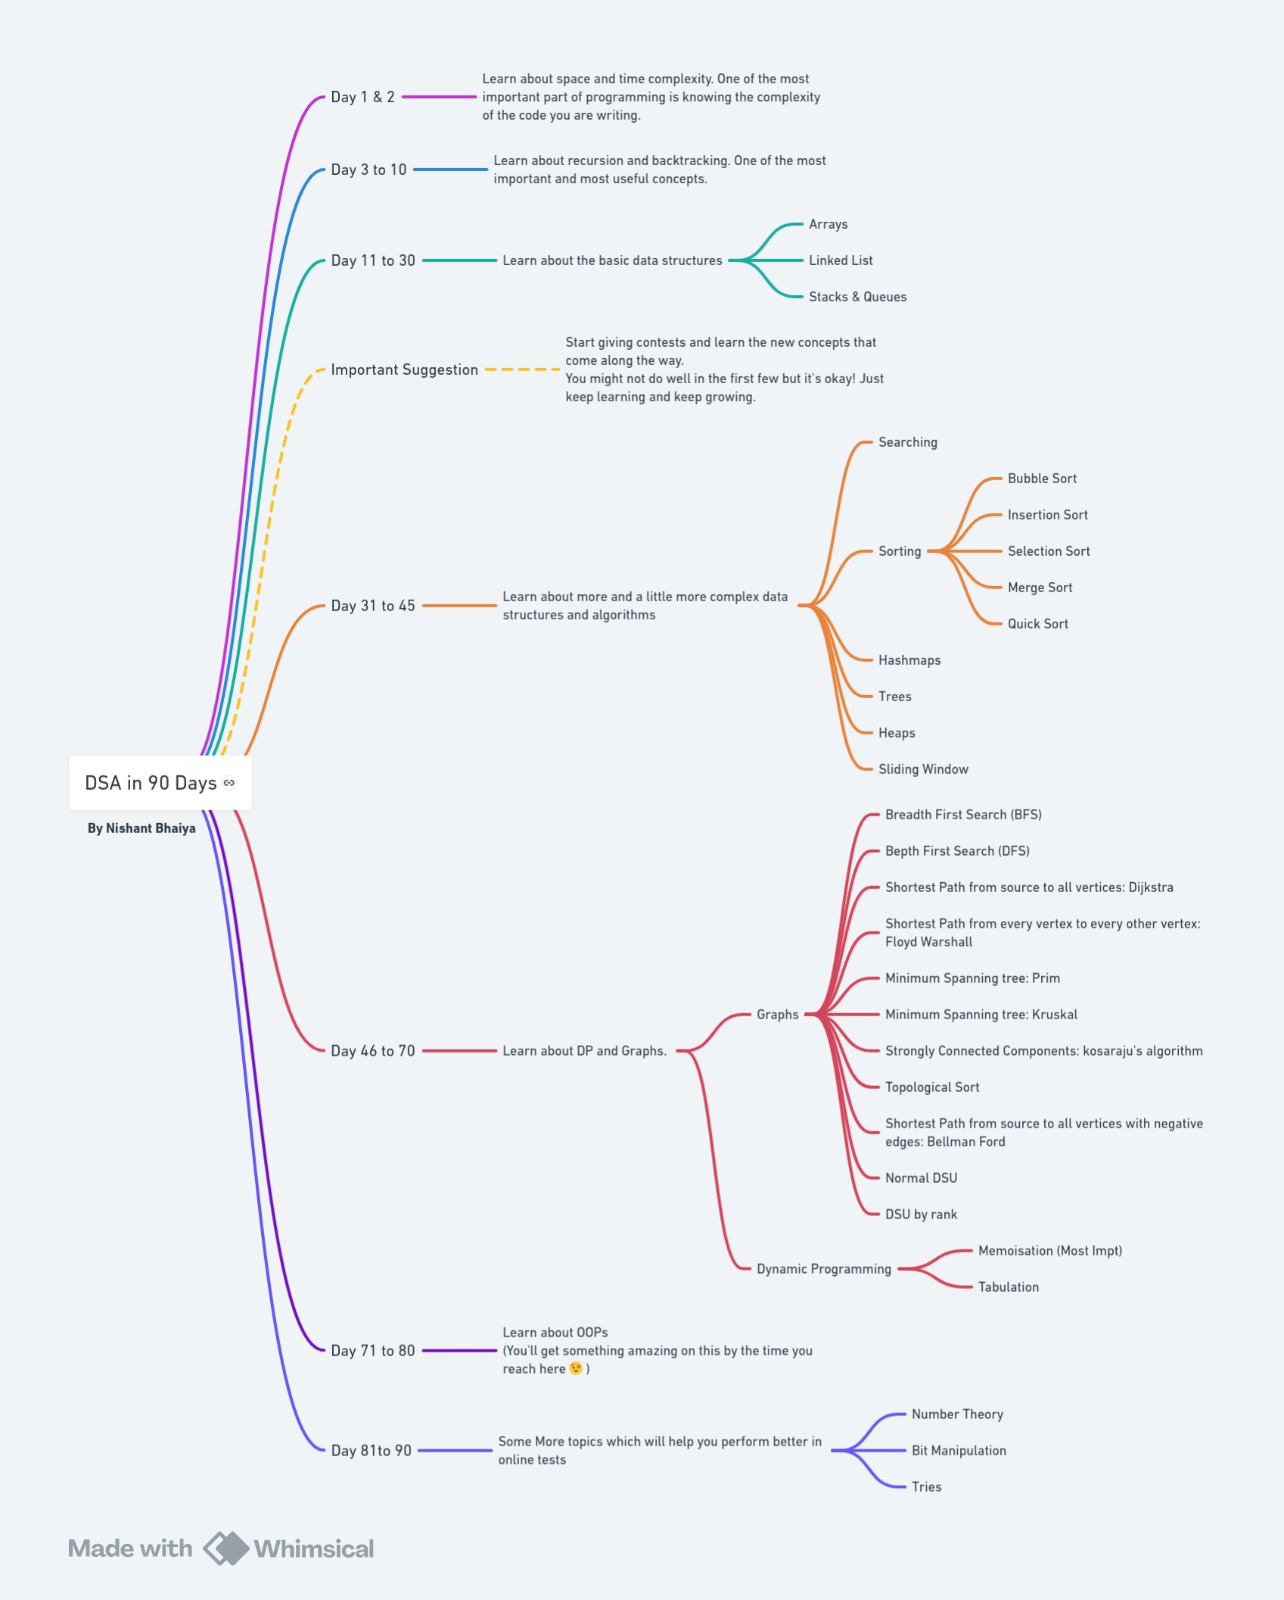 Day 1 & 2
Learn about space and time complexity. One of the most
important part of programming is knowing the complexity
of the code you are writing.
Day 3 to 10
Learn about recursion and backtracking. One of the most
important and most useful concepts.
Day 11 to 30
Learn about the basic data structures
Arrays
Linked List
Stacks & Queues
Important Suggestion
Start giving contests and learn the new concepts that
come along the way.
You might not do well in the first few but it's okay! Just
keep learning and keep growing.
Day 31 to 45
Learn about more and a little more complex data
structures and algorithms
Searching
Sorting
Bubble Sort
Insertion Sort
Selection Sort
Merge Sort
Quick Sort
Hashmaps
Trees
Heaps
Sliding Window
DSA in 90 Days
By Nishant Bhaiya
Day 46 to 70
Learn about DP and Graphs.
Graphs
Breadth First Search (BFS)
Bepth First Search (DFS)
Shortest Path from source to all vertices: Dijkstra
Shortest Path from every vertex to every other vertex:
Floyd Warshall
Minimum Spanning tree: Prim
Minimum Spanning tree: Kruskal
Strongly Connected Components: kosaraju's algorithm
Topological Sort
Shortest Path from source to all vertices with negative
edges: Bellman Ford
Normal DSU
DSU by rank
Dynamic Programming
Memoisation (Most Impt)
Tabulation
Day 71 to 80
Learn about OOPs
(You'll get something amazing on this by the time you
reach here 😉 )
Day 81to 90
Some More topics which will help you perform better in
online tests
Number Theory
Bit Manipulation
Tries
Made with Whimsical